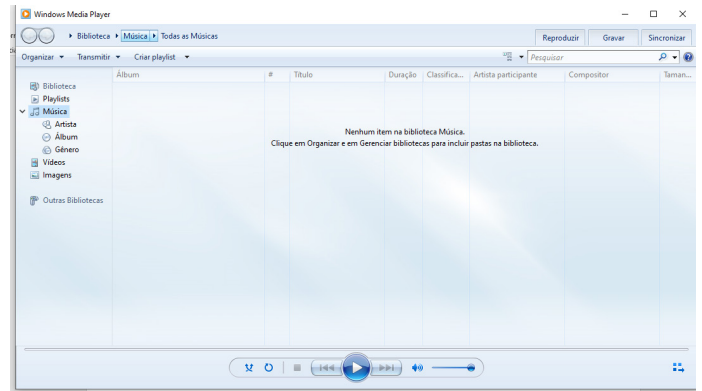 Windows Media Player
Biblioteca Música Todas as Músicas
Reproduzir Gravar Sincronizar
Organizar Transmitir Criar playlist Pesquisar
Álbum # Título Duração Classifica... Artista participante Compositor Taman...
Biblioteca
Playlists
Música
Artista
Álbum
Gênero
Vídeos
Imagens
Outras Bibliotecas
Nenhum item na biblioteca Música.
Clique em Organizar e em Gerenciar bibliotecas para incluir pastas na biblioteca.